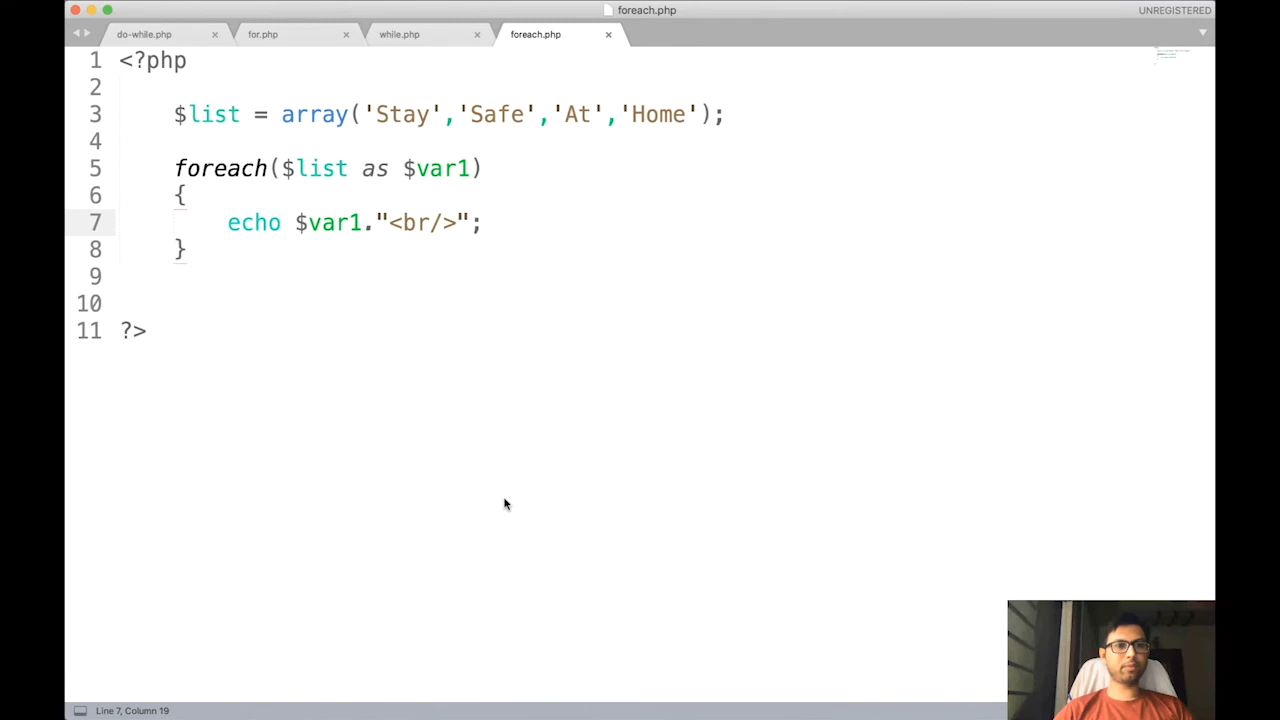 foreach.php
UNREGISTERED
do-while.php
for.php
while.php
foreach.php
1 <?php
2
3 $list = array('Stay','Safe','At','Home');
4
5 foreach($list as $var1)
6 {
7 echo $var1."<br/>";
8 }
9
10
11 ?>
Line 7, Column 19